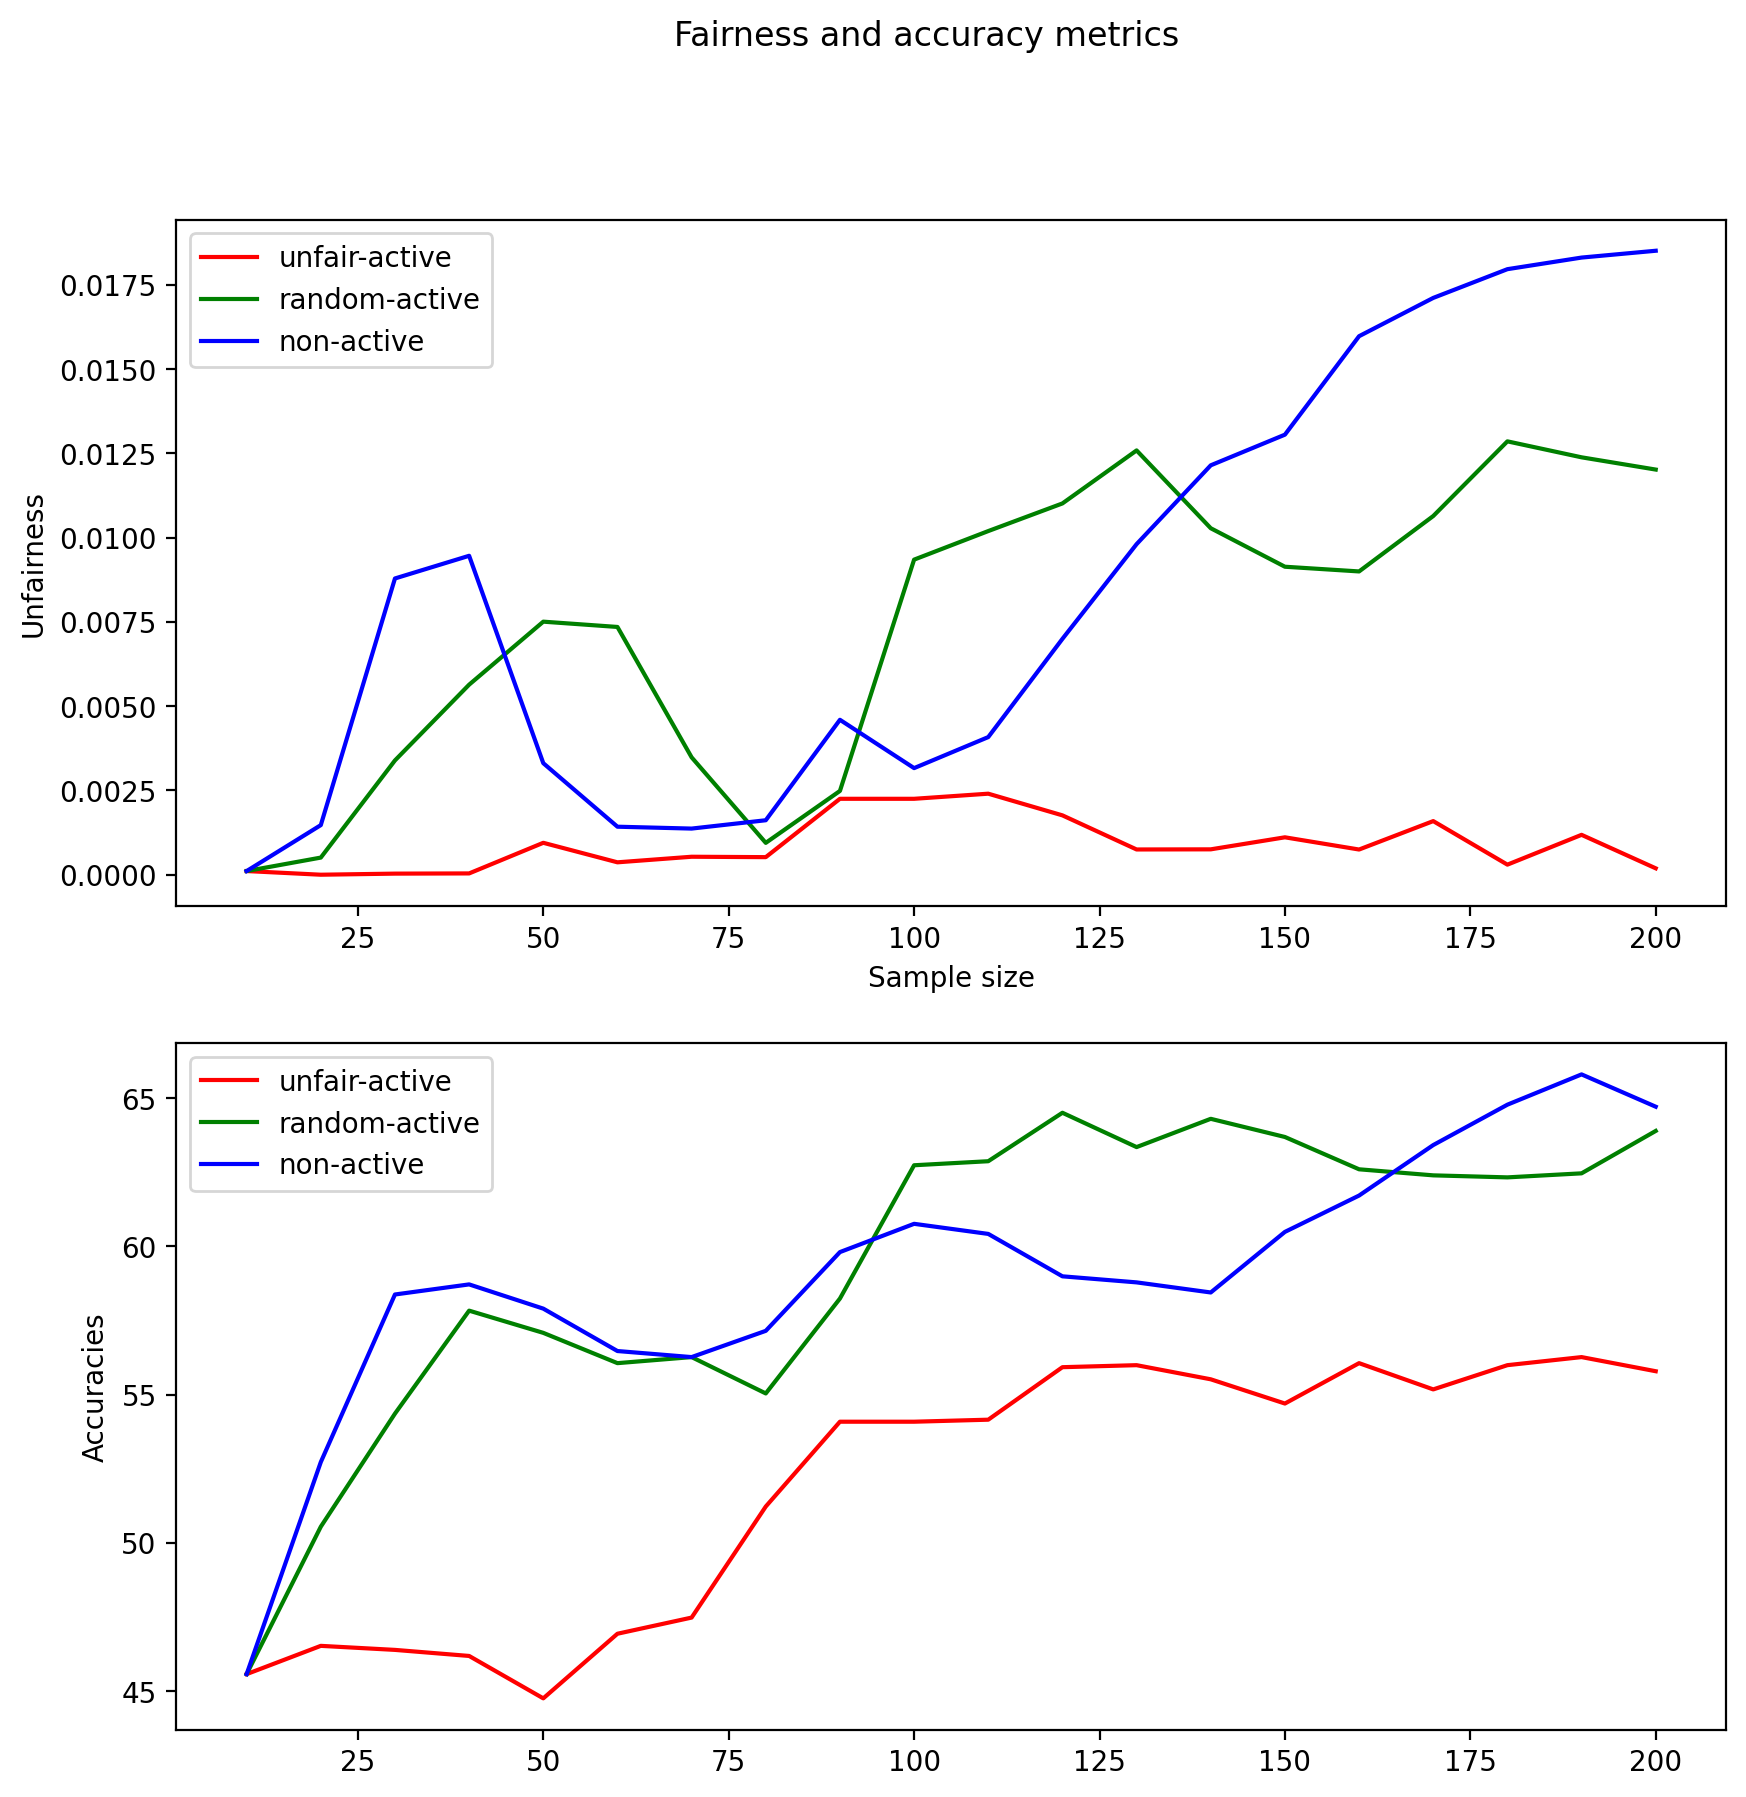 Fairness and accuracy metrics
unfair-active
random-active
non-active
0.0175
0.0150
0.0125
0.0100
0.0075
0.0050
0.0025
0.0000
Unfairness
25 50 75 100 125 150 175 200
Sample size
unfair-active
random-active
non-active
65
60
55
50
45
Accuracies
25 50 75 100 125 150 175 200